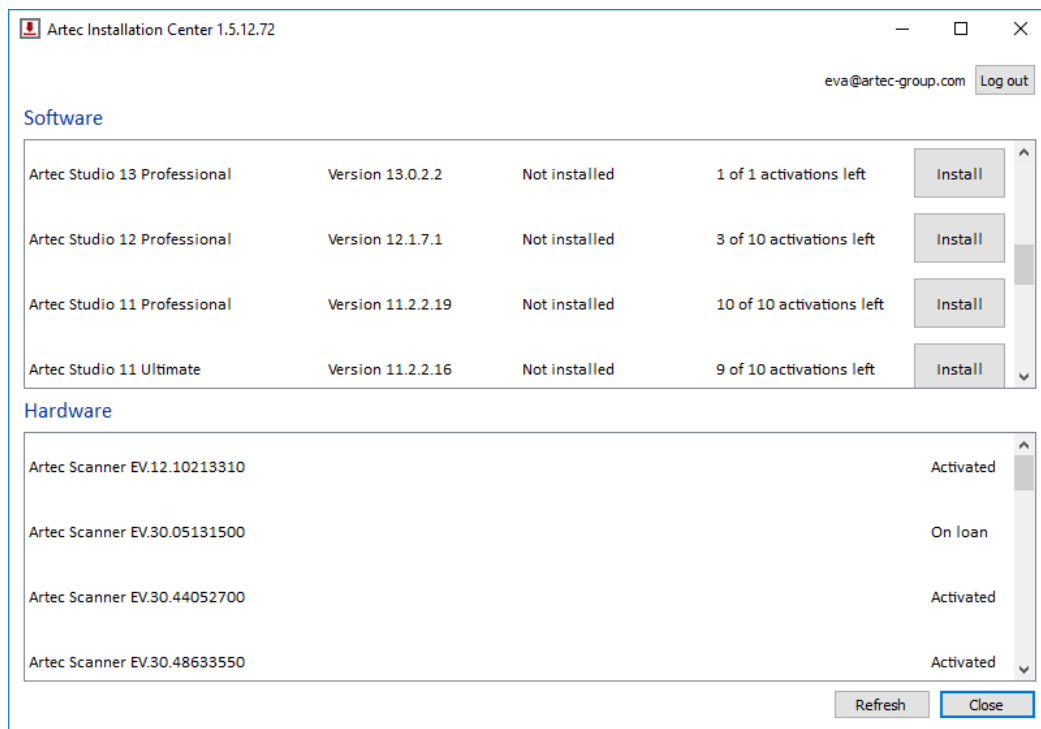 Artec Installation Center 1.5.12.72
eva@artec-group.com Log out
Software
Artec Studio 13 Professional Version 13.0.2.2 Not installed 1 of 1 activations left Install
Artec Studio 12 Professional Version 12.1.7.1 Not installed 3 of 10 activations left Install
Artec Studio 11 Professional Version 11.2.2.19 Not installed 10 of 10 activations left Install
Artec Studio 11 Ultimate Version 11.2.2.16 Not installed 9 of 10 activations left Install
Hardware
Artec Scanner EV.12.10213310 Activated
Artec Scanner EV.30.05131500 On loan
Artec Scanner EV.30.44052700 Activated
Artec Scanner EV.30.48633550 Activated
Refresh Close